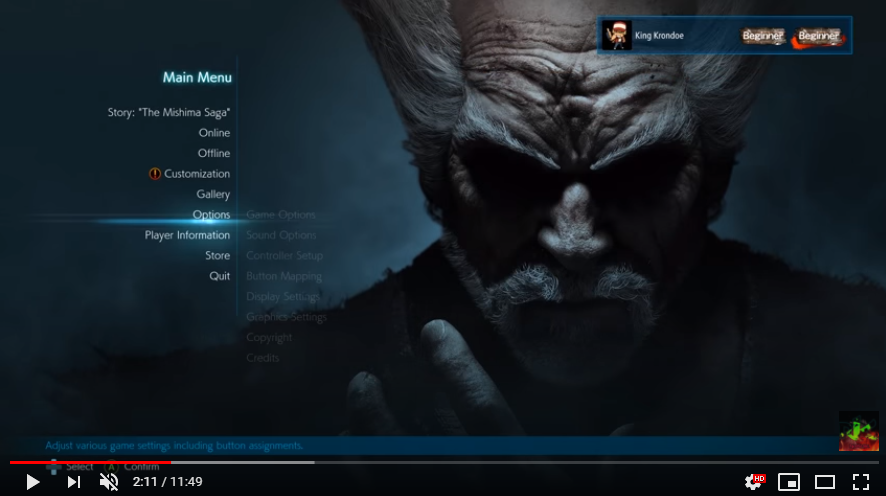 King Krondoe
Beginner
Beginner
Main Menu
Story: "The Mishima Saga"
Online
Offline
! Customization
Gallery
Options
Game Options
Player Information
Sound Options
Store
Controller Setup
Quit
Button Mapping
Display Settings
Graphics Settings
Copyright
Credits
Adjust various game settings including button assignments.
Select
A Confirm
2:11 / 11:49
HD